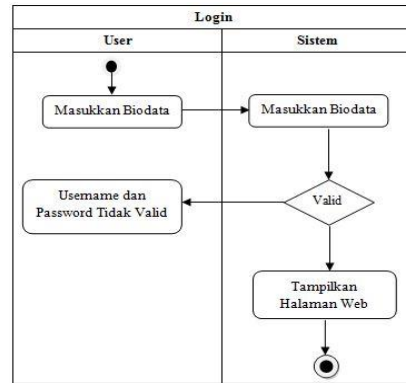 Login
User
Sistem
Masukkan Biodata
Masukkan Biodata
Username dan
Password Tidak Valid
Valid
Tampilkan
Halaman Web